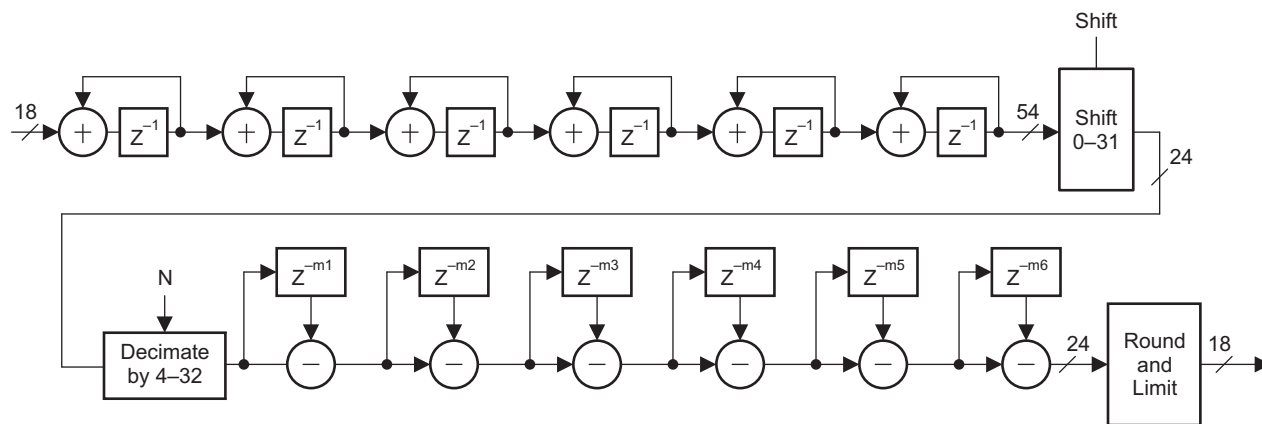 Shift
18
+
z⁻¹
+
z⁻¹
+
z⁻¹
+
z⁻¹
+
z⁻¹
+
z⁻¹
54
Shift
0–31
24
N
Decimate
by 4–32
z⁻ᵐ¹
z⁻ᵐ²
z⁻ᵐ³
z⁻ᵐ⁴
z⁻ᵐ⁵
z⁻ᵐ⁶
−
−
−
−
−
−
24
Round
and
Limit
18